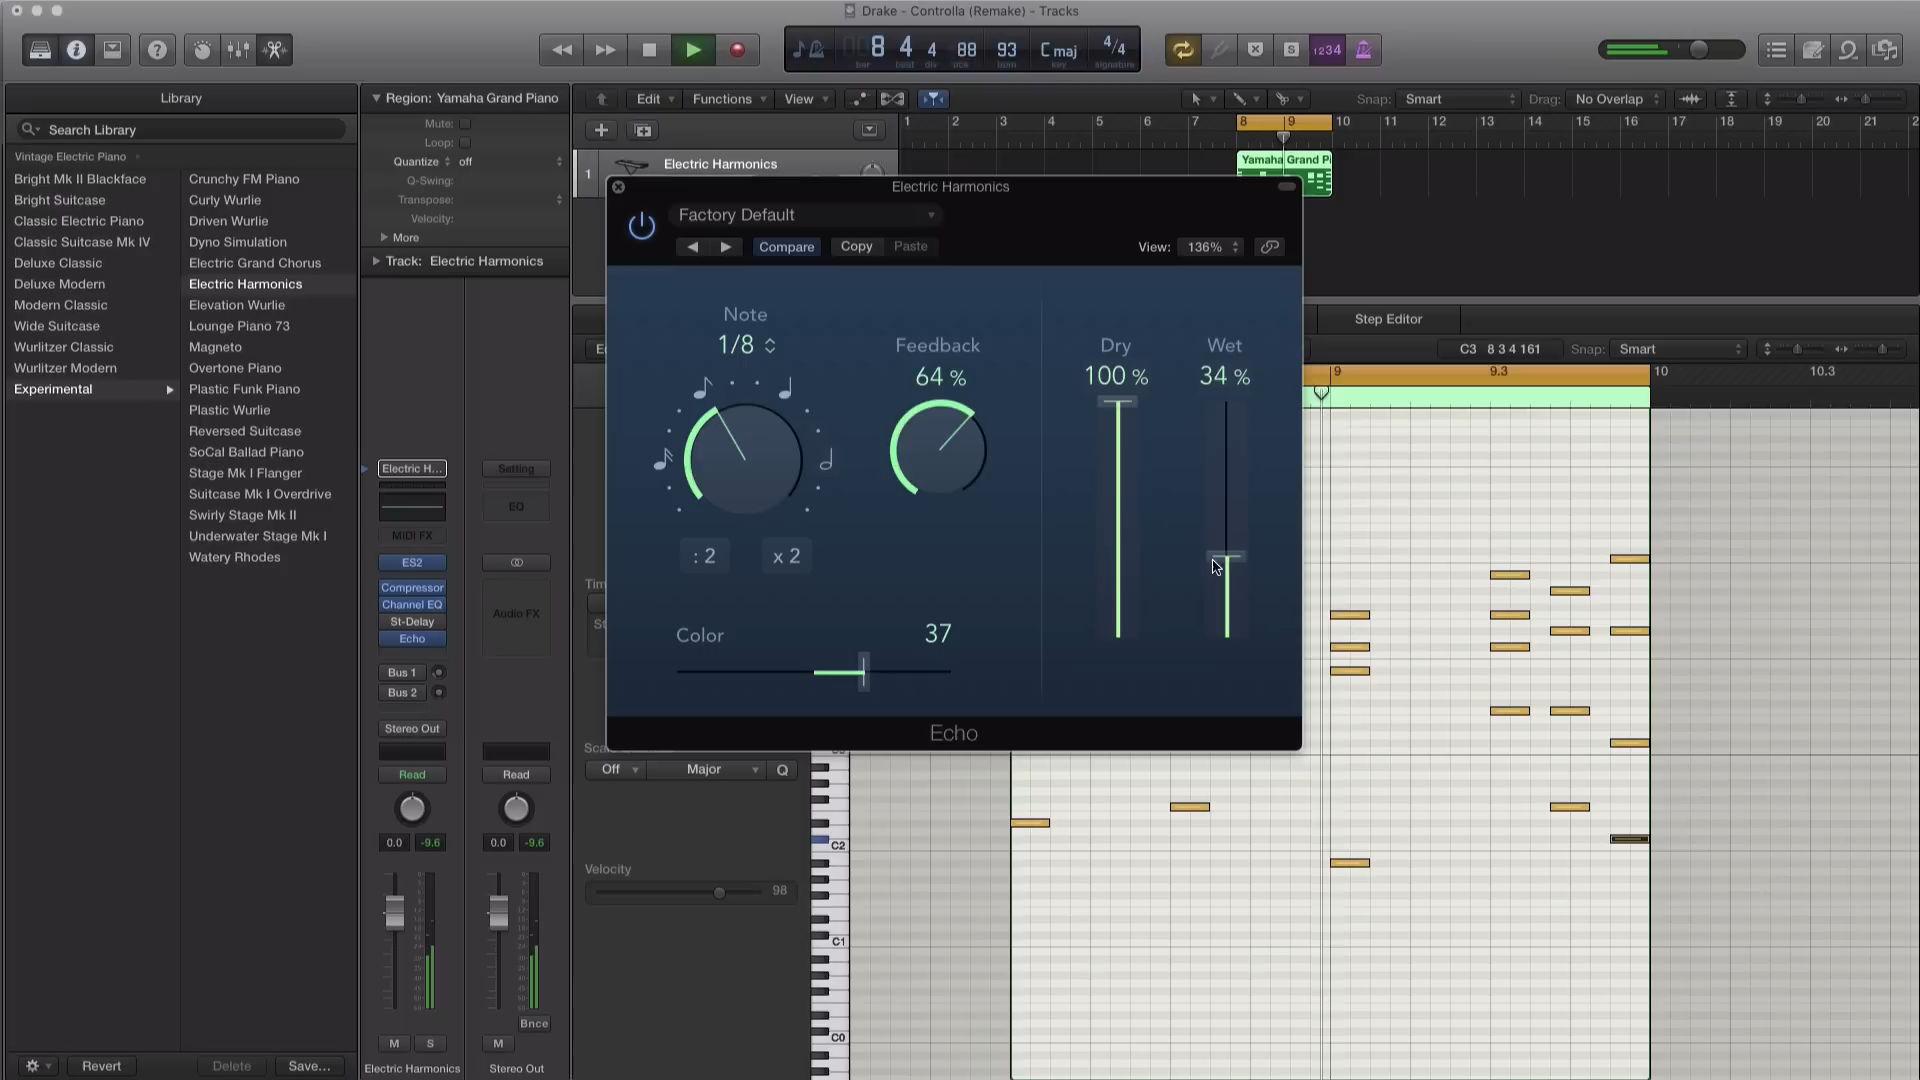 Drake - Controlla (Remake) - Tracks
8 4 4 88 93 C maj 4/4
bar beat div bpm key signature
1234
Library
Region: Yamaha Grand Piano
Edit Functions View
Snap: Smart Drag: No Overlap
Search Library
Mute:
Loop:
Quantize off
Q-Swing:
Transpose:
Velocity:
More
Track: Electric Harmonics
1 2 3 4 5 6 7 8 9 10 11 12 13 14 15 16 17 18 19 20 21 2
1 Electric Harmonics
Yamaha Grand Pi
Vintage Electric Piano
Bright Mk II Blackface
Bright Suitcase
Classic Electric Piano
Classic Suitcase Mk IV
Deluxe Classic
Deluxe Modern
Modern Classic
Wide Suitcase
Wurlitzer Classic
Wurlitzer Modern
Experimental
Crunchy FM Piano
Curly Wurlie
Driven Wurlie
Dyno Simulation
Electric Grand Chorus
Electric Harmonics
Elevation Wurlie
Lounge Piano 73
Magneto
Overtone Piano
Plastic Funk Piano
Plastic Wurlie
Reversed Suitcase
SoCal Ballad Piano
Stage Mk I Flanger
Suitcase Mk I Overdrive
Swirly Stage Mk II
Underwater Stage Mk I
Watery Rhodes
Electric Harmonics
Factory Default
Compare Copy Paste
View: 136%
Note
1/8
Feedback
64 %
Dry
100 %
Wet
34 %
: 2 x 2
Color 37
Echo
Step Editor
C3 8 3 4 161 Snap: Smart
9 9.3 10 10.3
Electric H... Setting
EQ
MIDI FX
ES2
Compressor
Channel EQ
St-Delay
Echo
Audio FX
Bus 1
Bus 2
Stereo Out
Read Read
0.0 -9.6 0.0 -9.6
Bnce
M S M
Electric Harmonics Stereo Out
Off Major Q
Velocity
98
C2
C1
C0
Revert Delete Save...